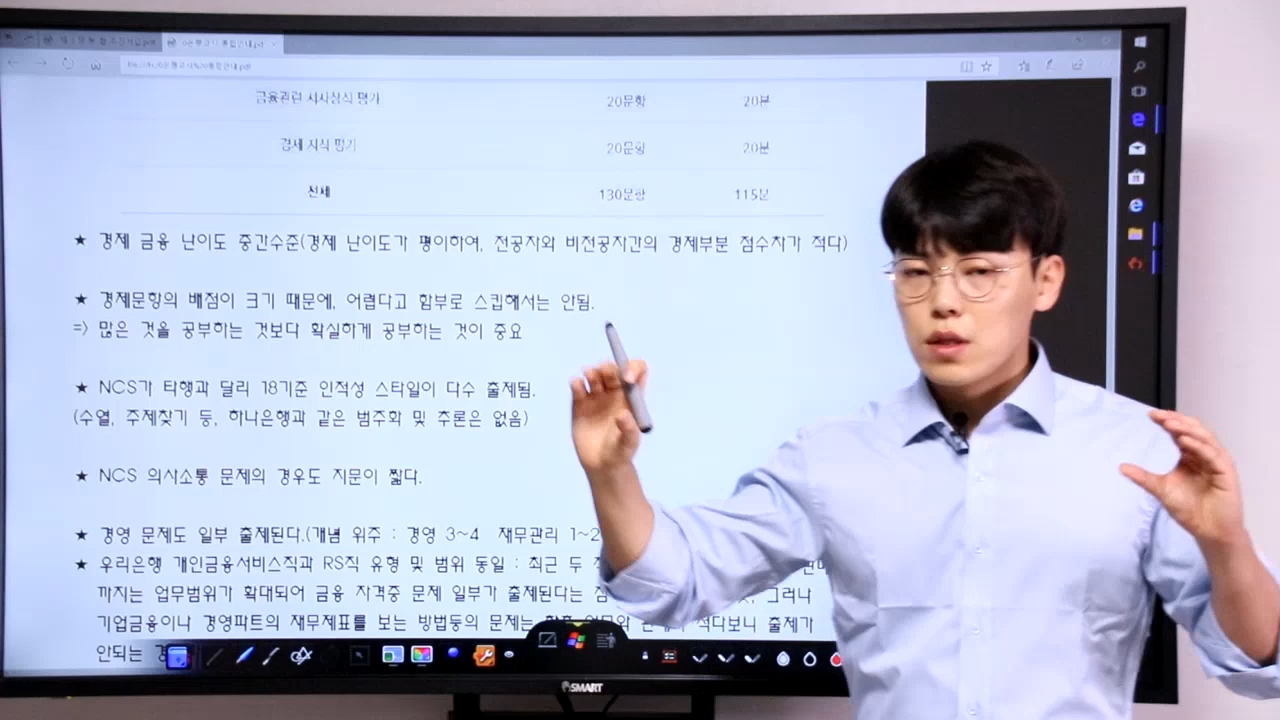 금융관련 시사상식 평가 20문항 20분
경제 지식 평가 20문항 20분
전체 130문항 115분
★ 경제 금융 난이도 중간수준(경제 난이도가 평이하여, 전공자와 비전공자간의 경제부분 점수차가 적다)
★ 경제문항의 배점이 크기 때문에, 어렵다고 함부로 스킵해서는 안됨.
=> 많은 것을 공부하는 것보다 확실하게 공부하는 것이 중요
★ NCS가 타행과 달리 18기준 인적성 스타일이 다수 출제됨.
(수열, 주제찾기 등, 하나은행과 같은 범주화 및 추론은 없음)
★ NCS 의사소통 문제의 경우도 지문이 짧다.
★ 경영 문제도 일부 출제된다.(개념 위주 : 경영 3~4 재무관리 1~2
★ 우리은행 개인금융서비스직과 RS직 유형 및 범위 동일 : 최근 두
까지는 업무범위가 확대되어 금융 자격증 문제 일부가 출제된다는 그러나
기업금융이나 경영파트의 재무제표를 보는 방법등의 문제는 적다보니 출제가
안되는
SMART